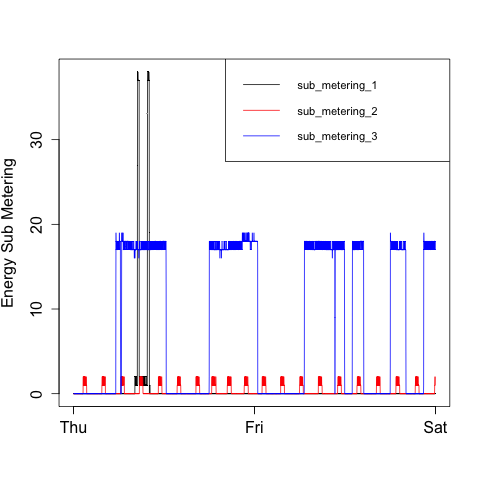 sub_metering_1
sub_metering_2
sub_metering_3
Energy Sub Metering
30
20
10
0
Thu Fri Sat